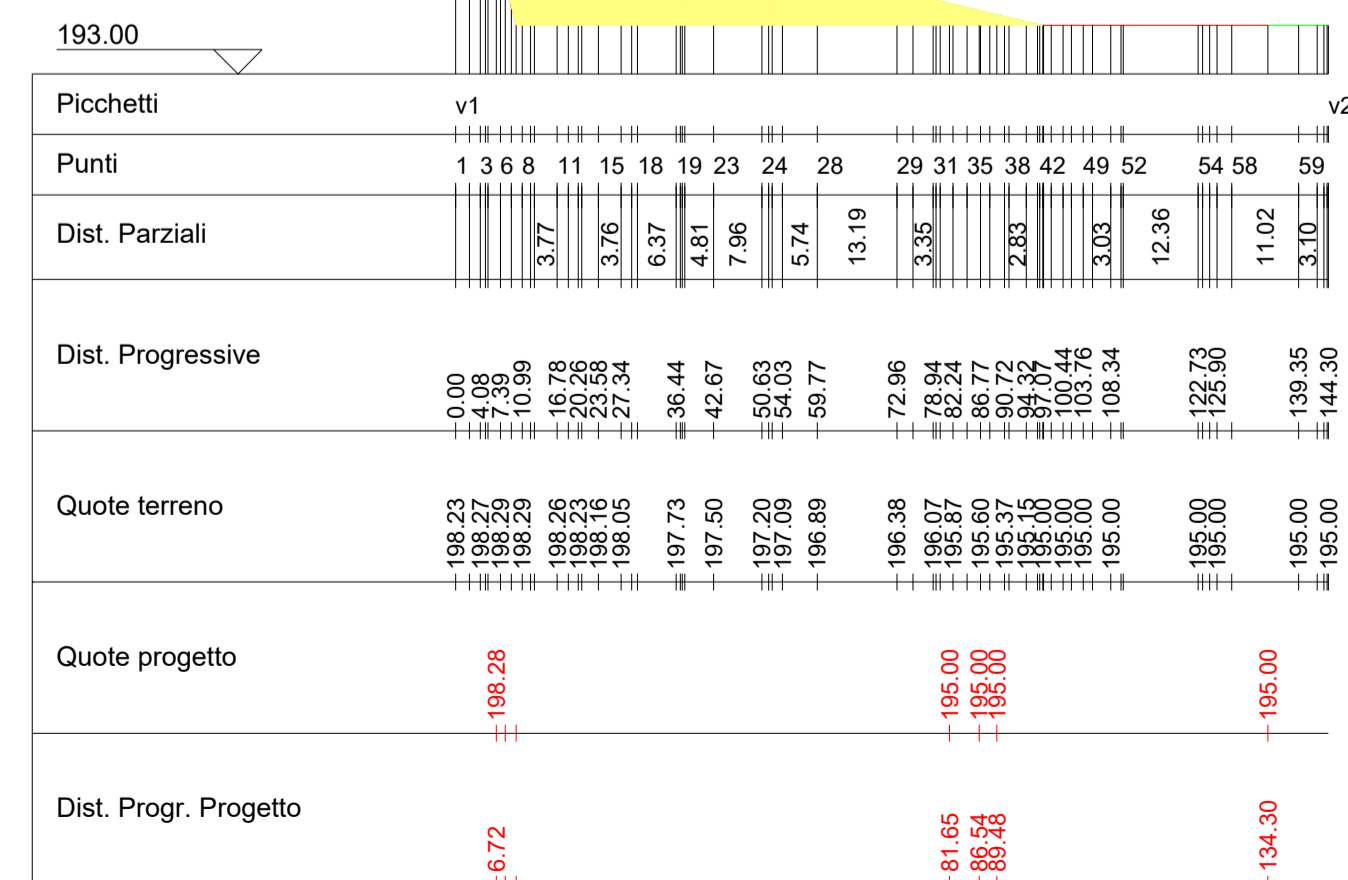 193.00
Picchetti v1 v2
Punti 1 3 6 8 11 15 18 19 23 24 28 29 31 35 38 42 49 52 54 58 59
Dist. Parziali 3.77 3.76 6.37 4.81 7.96 5.74 13.19 3.35 2.83 3.03 12.36 11.02 3.10
Dist. Progressive 0.00 4.08 7.39 10.99 16.78 20.26 23.58 27.34 36.44 42.67 50.63 54.03 59.77 72.96 78.94 82.24 86.77 90.72 94.32 97.07 100.44 103.76 108.34 122.73 125.90 139.35 144.30
Quote terreno 198.23 198.27 198.29 198.29 198.26 198.23 198.16 198.05 197.73 197.50 197.20 197.09 196.89 196.38 196.07 195.87 195.60 195.37 195.15 195.00 195.00 195.00 195.00 195.00 195.00 195.00 195.00
Quote progetto 198.28 195.00 195.00 195.00 195.00
Dist. Progr. Progetto 6.72 81.65 86.54 89.48 134.30